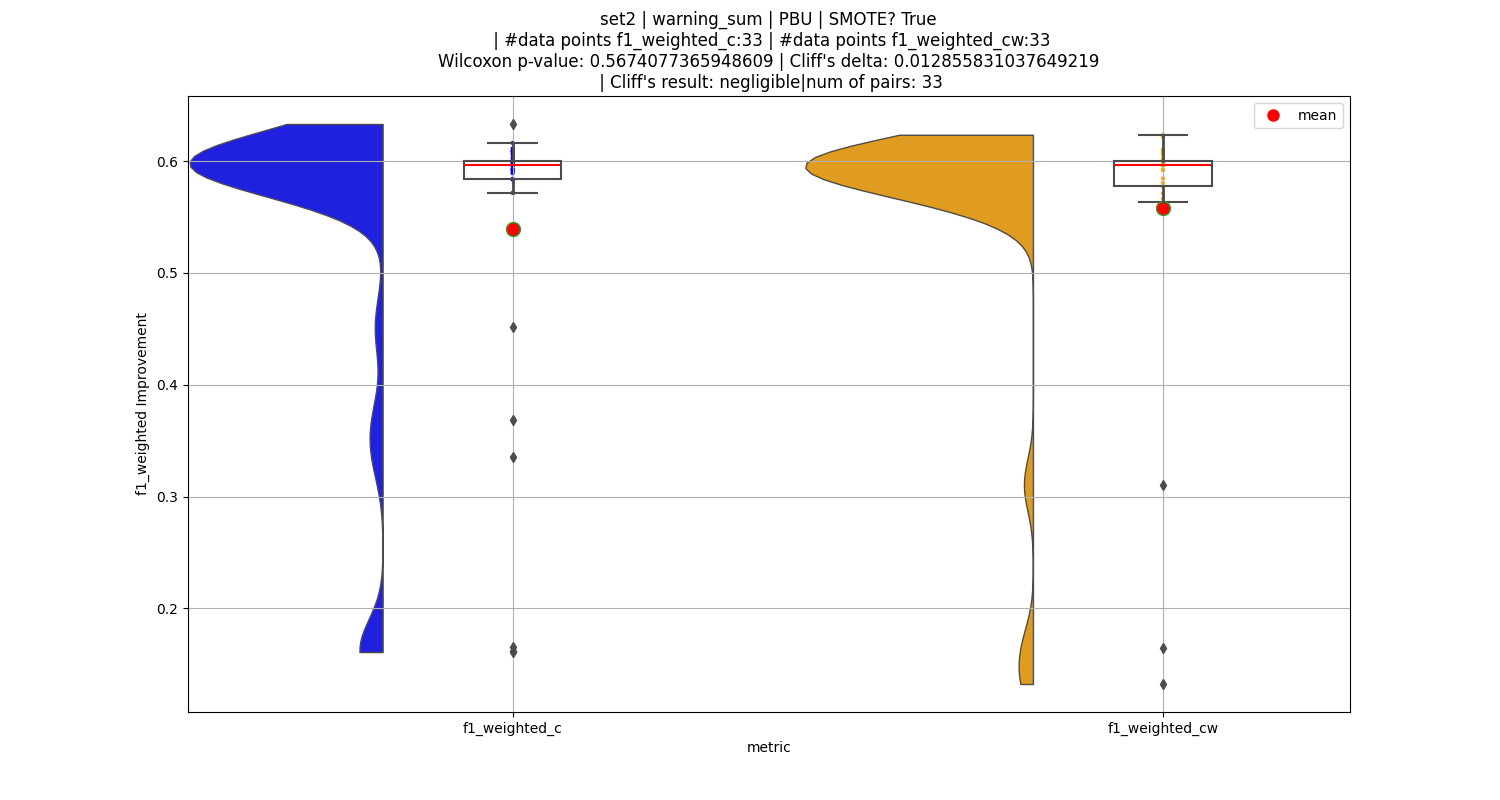 set2 | warning_sum | PBU | SMOTE? True
| #data points f1_weighted_c:33 | #data points f1_weighted_cw:33
Wilcoxon p-value: 0.5674077365948609 | Cliff's delta: 0.012855831037649219
| Cliff's result: negligible|num of pairs: 33
mean
0.6
0.5
0.4
0.3
0.2
f1_weighted Improvement
f1_weighted_c
f1_weighted_cw
metric